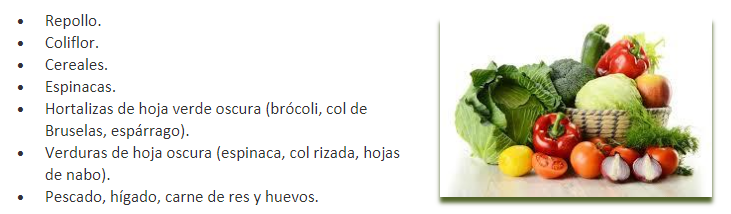 • Repollo.
• Coliflor.
• Cereales.
• Espinacas.
• Hortalizas de hoja verde oscura (brócoli, col de
Bruselas, espárrago).
• Verduras de hoja oscura (espinaca, col rizada, hojas
de nabo).
• Pescado, hígado, carne de res y huevos.